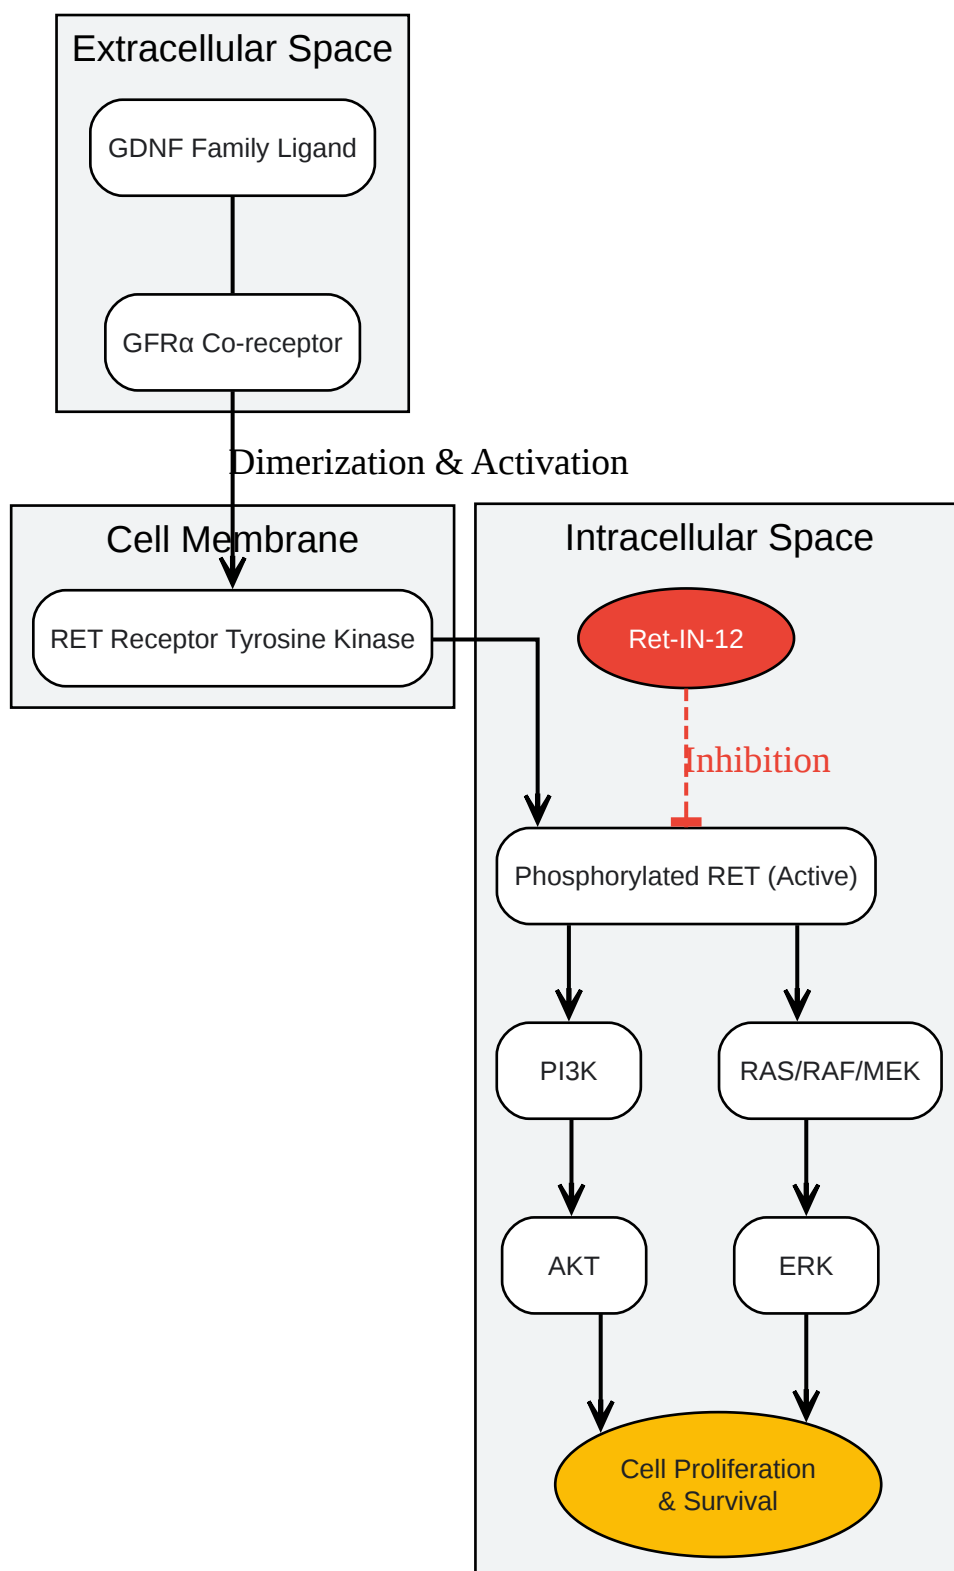 Extracellular Space
GDNF Family Ligand
GFRα Co-receptor
Dimerization & Activation
Cell Membrane
RET Receptor Tyrosine Kinase
Intracellular Space
Ret-IN-12
Inhibition
Phosphorylated RET (Active)
PI3K
RAS/RAF/MEK
AKT
ERK
Cell Proliferation
& Survival